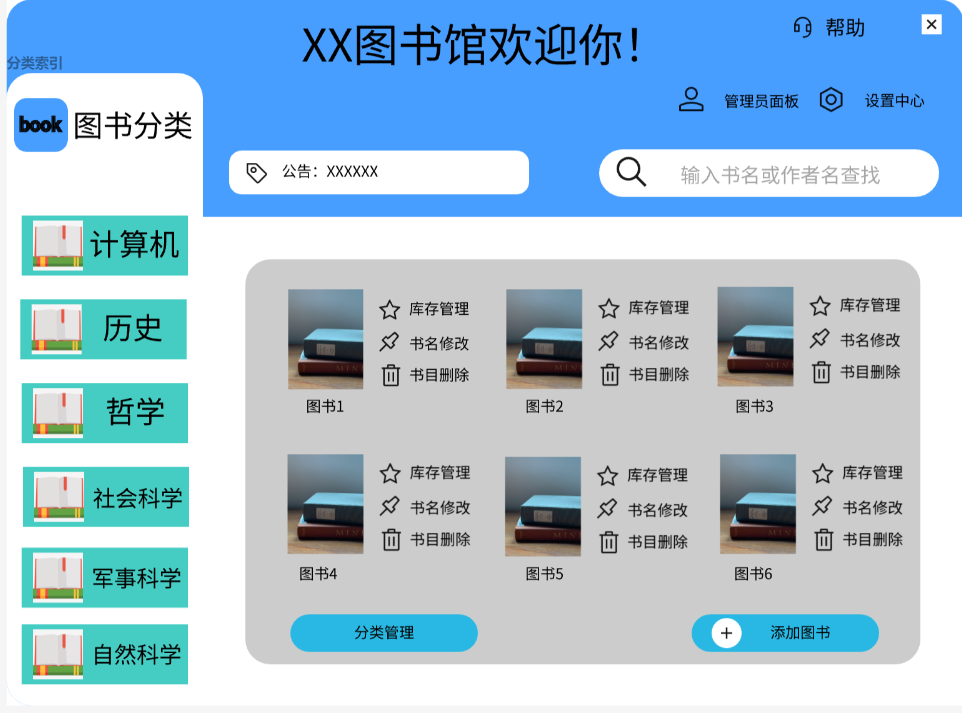 XX图书馆欢迎你！
帮助
分类索引
管理员面板
设置中心
book
图书分类
公告：XXXXXX
输入书名或作者名查找
计算机
历史
哲学
社会科学
军事科学
自然科学
库存管理
书名修改
书目删除
图书1
库存管理
书名修改
书目删除
图书2
库存管理
书名修改
书目删除
图书3
库存管理
书名修改
书目删除
图书4
库存管理
书名修改
书目删除
图书5
库存管理
书名修改
书目删除
图书6
分类管理
添加图书